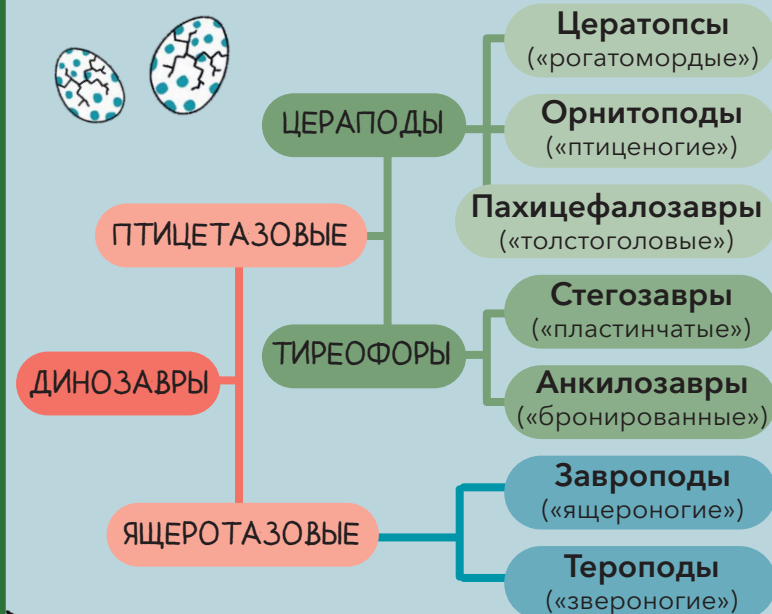 Цератопсы
(«рогатомордые»)
ЦЕРАПОДЫ
Орнитоподы
(«птиценогие»)
Пахицефалозавры
(«толстоголовые»)
ПТИЦЕТАЗОВЫЕ
Стегозавры
(«пластинчатые»)
ТИРЕОФОРЫ
ДИНОЗАВРЫ
Анкилозавры
(«бронированные»)
Завроподы
(«ящероногие»)
ЯЩЕРОТАЗОВЫЕ
Тероподы
(«звероногие»)